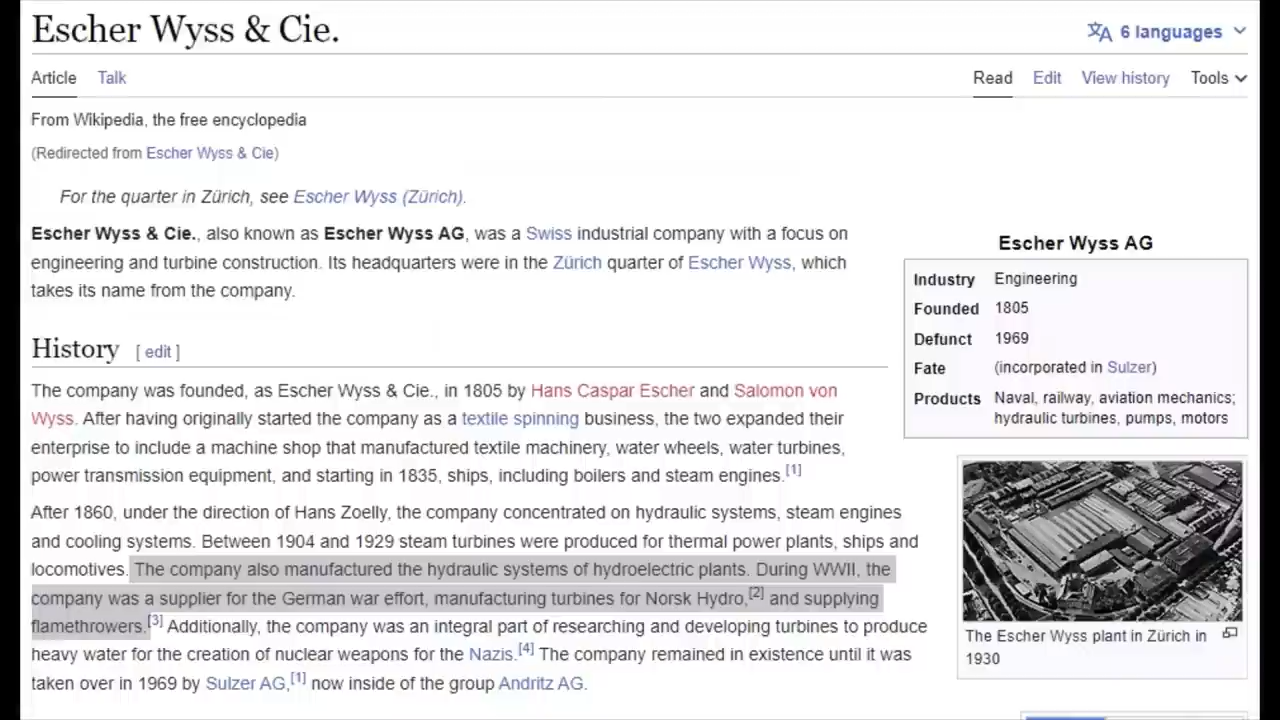 Escher Wyss & Cie.
6 languages
Article Talk
Read Edit View history Tools
From Wikipedia, the free encyclopedia
(Redirected from Escher Wyss & Cie)
For the quarter in Zürich, see Escher Wyss (Zürich).
Escher Wyss & Cie., also known as Escher Wyss AG, was a Swiss industrial company with a focus on
engineering and turbine construction. Its headquarters were in the Zürich quarter of Escher Wyss, which
takes its name from the company.
History [ edit ]
The company was founded, as Escher Wyss & Cie., in 1805 by Hans Caspar Escher and Salomon von
Wyss. After having originally started the company as a textile spinning business, the two expanded their
enterprise to include a machine shop that manufactured textile machinery, water wheels, water turbines,
power transmission equipment, and starting in 1835, ships, including boilers and steam engines.[1]
After 1860, under the direction of Hans Zoelly, the company concentrated on hydraulic systems, steam engines
and cooling systems. Between 1904 and 1929 steam turbines were produced for thermal power plants, ships and
locomotives. The company also manufactured the hydraulic systems of hydroelectric plants. During WWII, the
company was a supplier for the German war effort, manufacturing turbines for Norsk Hydro,[2] and supplying
flamethrowers.[3] Additionally, the company was an integral part of researching and developing turbines to produce
heavy water for the creation of nuclear weapons for the Nazis.[4] The company remained in existence until it was
taken over in 1969 by Sulzer AG,[1] now inside of the group Andritz AG.
Escher Wyss AG
Industry Engineering
Founded 1805
Defunct 1969
Fate (incorporated in Sulzer)
Products Naval, railway, aviation mechanics;
hydraulic turbines, pumps, motors
The Escher Wyss plant in Zürich in
1930